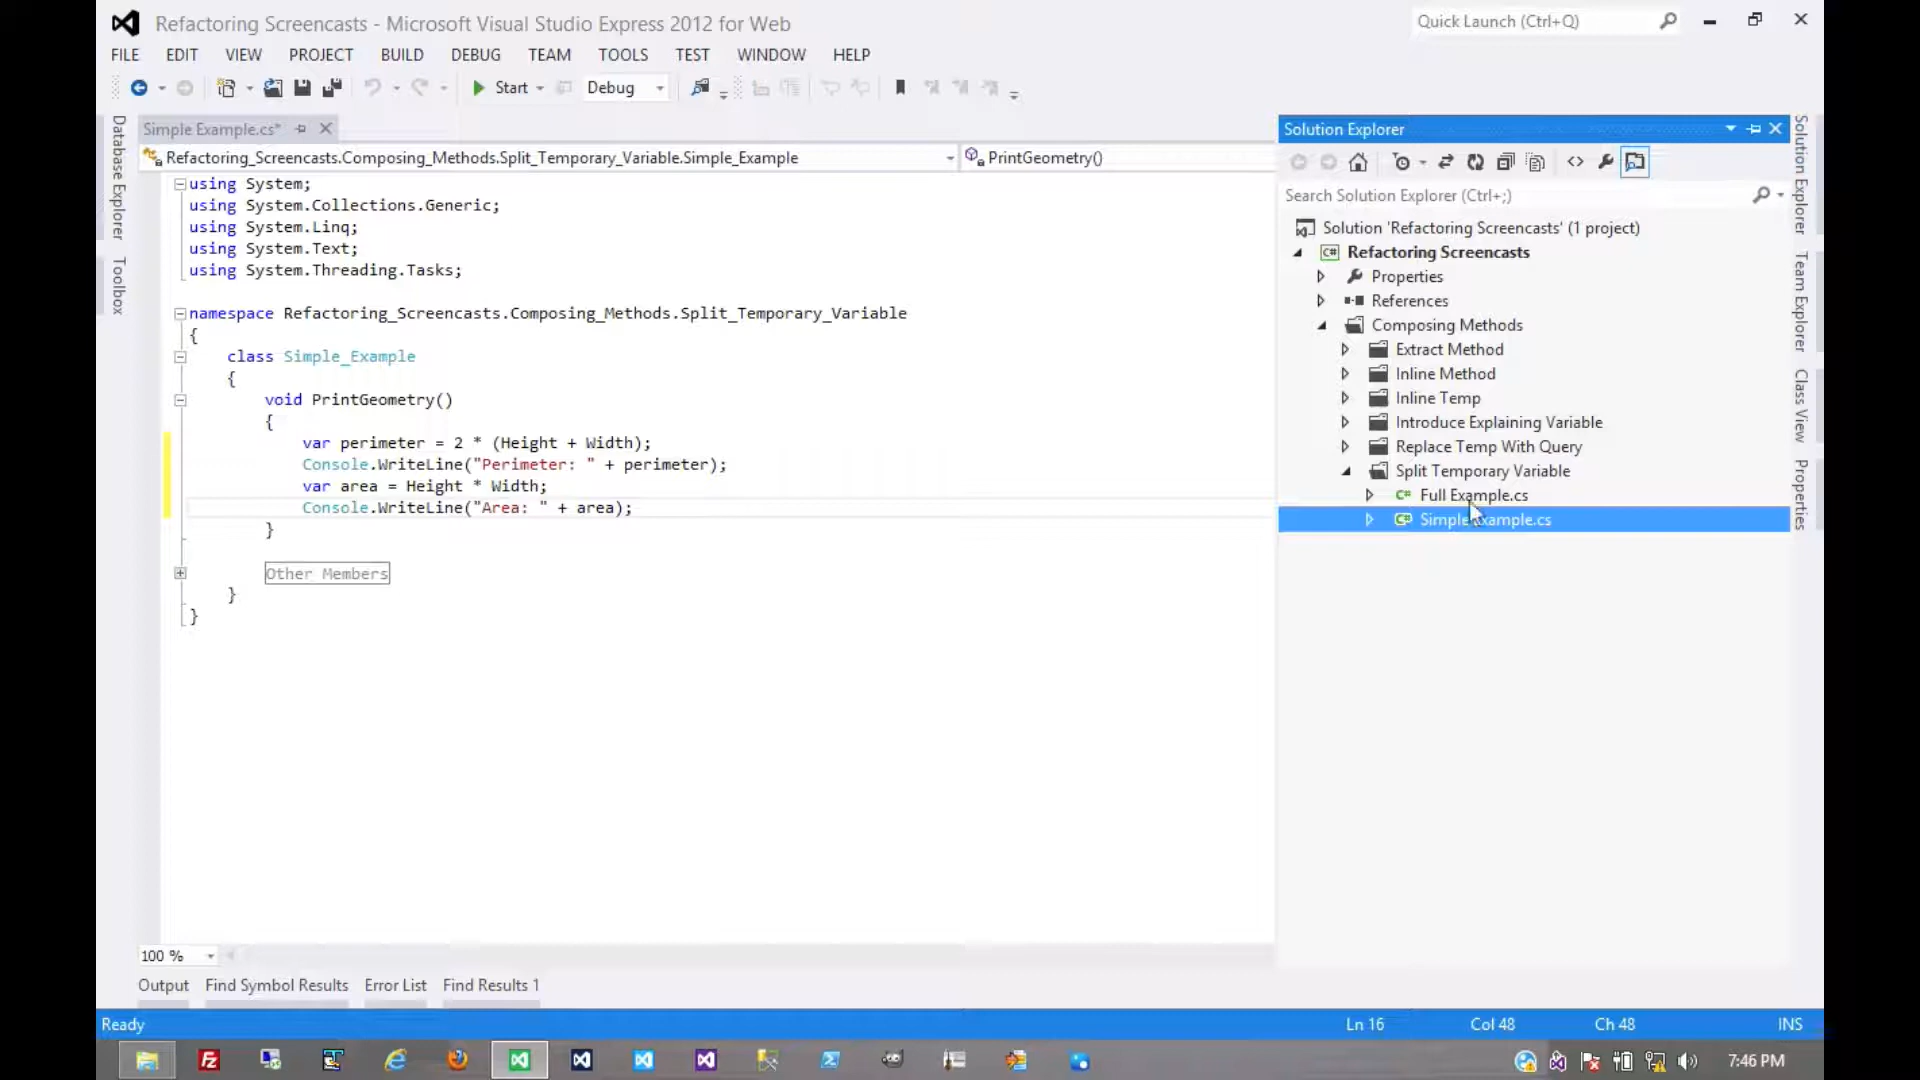 Refactoring Screencasts - Microsoft Visual Studio Express 2012 for Web
Quick Launch (Ctrl+Q)
FILE EDIT VIEW PROJECT BUILD DEBUG TEAM TOOLS TEST WINDOW HELP
Start Debug
Database Explorer
Toolbox
Simple Example.cs*
Refactoring_Screencasts.Composing_Methods.Split_Temporary_Variable.Simple_Example
PrintGeometry()
using System;
using System.Collections.Generic;
using System.Linq;
using System.Text;
using System.Threading.Tasks;
namespace Refactoring_Screencasts.Composing_Methods.Split_Temporary_Variable
{
class Simple_Example
{
void PrintGeometry()
{
var perimeter = 2 * (Height + Width);
Console.WriteLine("Perimeter: " + perimeter);
var area = Height * Width;
Console.WriteLine("Area: " + area);
}
Other Members
}
}
100 %
Solution Explorer
Search Solution Explorer (Ctrl+;)
Solution 'Refactoring Screencasts' (1 project)
Refactoring Screencasts
Properties
References
Composing Methods
Extract Method
Inline Method
Inline Temp
Introduce Explaining Variable
Replace Temp With Query
Split Temporary Variable
Full Example.cs
Simple Example.cs
Solution Explorer
Team Explorer
Class View
Properties
Output Find Symbol Results Error List Find Results 1
Ready Ln 16 Col 48 Ch 48 INS
7:46 PM